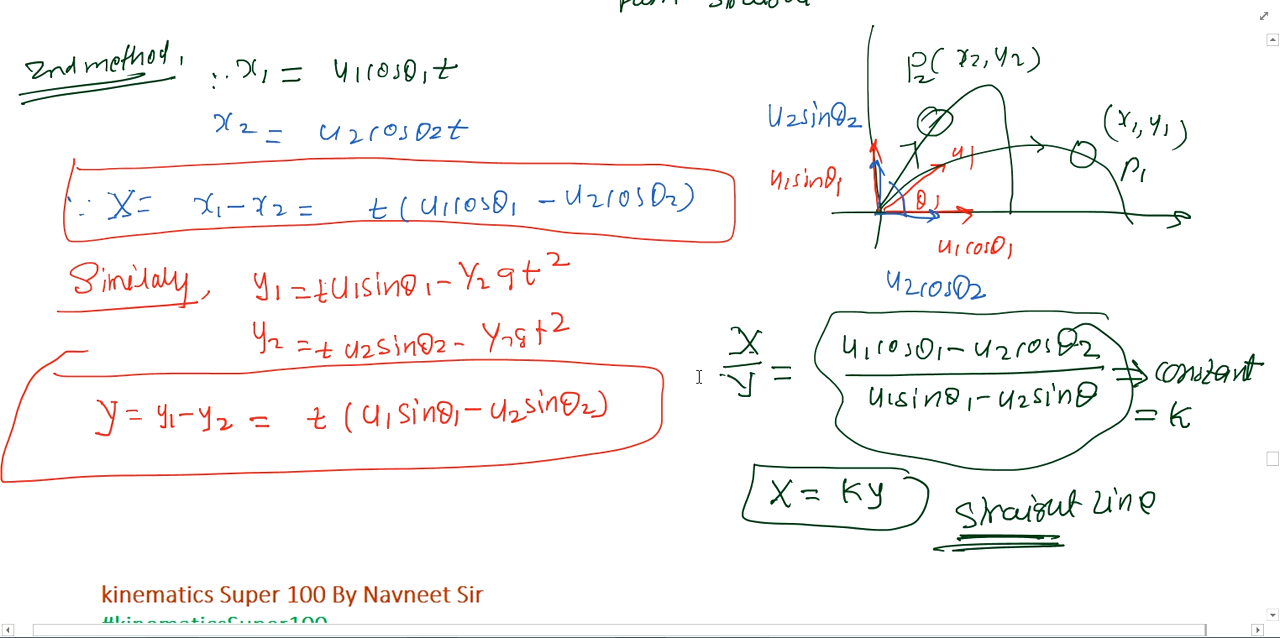 2nd method,
∴ x₁ = u₁cosθ₁t
x₂ = u₂cosθ₂t
∵ X = x₁-x₂ = t(u₁cosθ₁ - u₂cosθ₂)
Similaly, y₁ = tu₁sinθ₁ - 1/2gt²
y₂ = t u₂sinθ₂ - 1/2gt²
y = y₁-y₂ = t(u₁sinθ₁ - u₂sinθ₂)
P₂(x₂,y₂)
(x₁,y₁)
P₁
u₂sinθ₂
u₁sinθ₁
u₁
θ₁
u₁cosθ₁
u₂cosθ₂
X/y = (u₁cosθ₁ - u₂cosθ₂)/(u₁sinθ₁ - u₂sinθ) ⇒ constant
= K
X = Ky
Straight Line
kinematics Super 100 By Navneet Sir
#kinematicsSuper100